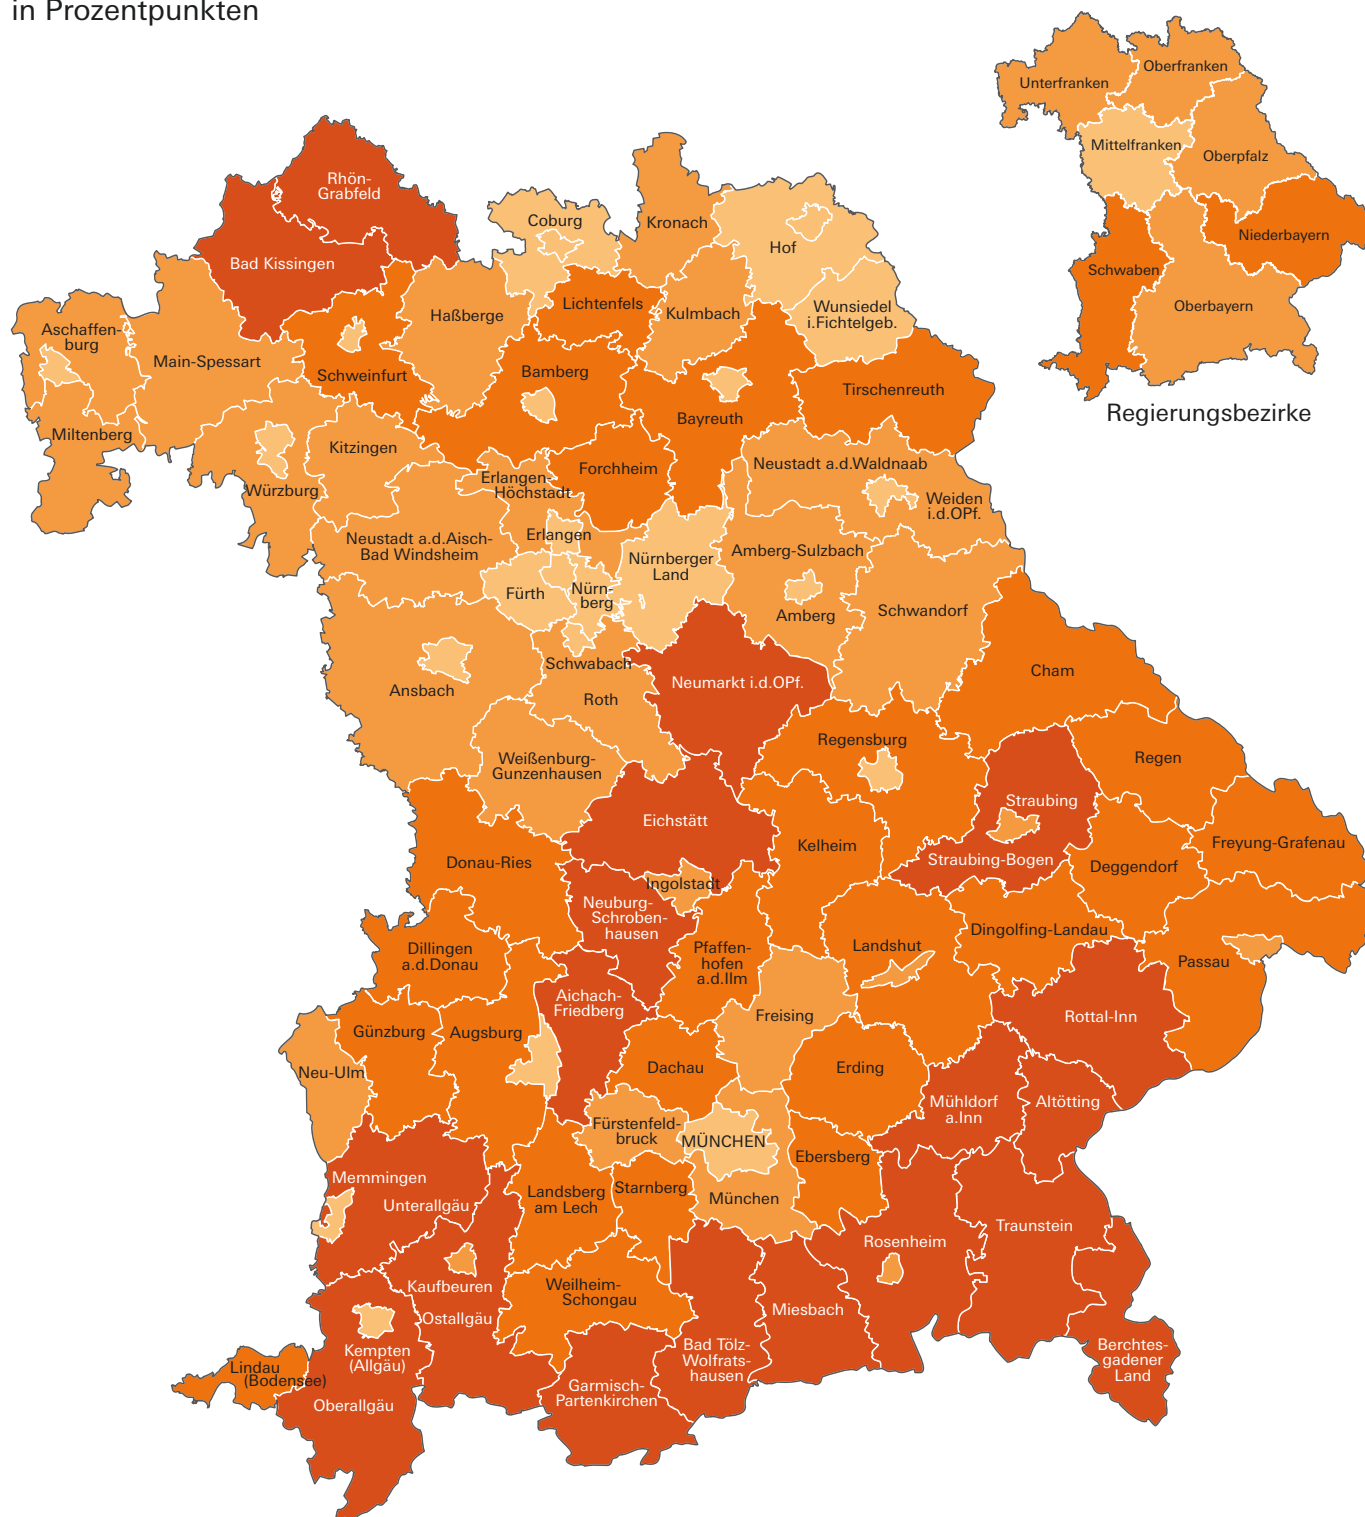 in Prozentpunkten
Unterfranken
Oberfranken
Mittelfranken
Oberpfalz
Niederbayern
Schwaben
Oberbayern
Regierungsbezirke
Rhön-
Grabfeld
Bad Kissingen
Coburg
Kronach
Hof
Aschaffen-
burg
Main-Spessart
Haßberge
Lichtenfels
Kulmbach
Wunsiedel
i.Fichtelgeb.
Schweinfurt
Bamberg
Bayreuth
Tirschenreuth
Miltenberg
Würzburg
Kitzingen
Erlangen-
Höchstadt
Forchheim
Neustadt a.d.Waldnaab
Weiden
i.d.OPf.
Neustadt a.d.Aisch-
Bad Windsheim
Erlangen
Nürnberger
Land
Amberg-Sulzbach
Fürth
Nürn-
berg
Amberg
Schwandorf
Ansbach
Schwabach
Roth
Neumarkt i.d.OPf.
Cham
Weißenburg-
Gunzenhausen
Regensburg
Regen
Eichstätt
Straubing
Straubing-Bogen
Donau-Ries
Kelheim
Deggendorf
Freyung-Grafenau
Ingolstadt
Neuburg-
Schroben-
hausen
Dillingen
a.d.Donau
Pfaffen-
hofen
a.d.Ilm
Landshut
Dingolfing-Landau
Passau
Aichach-
Friedberg
Freising
Rottal-Inn
Günzburg
Augsburg
Neu-Ulm
Dachau
Erding
Mühldorf
a.Inn
Altötting
Fürstenfeld-
bruck
MÜNCHEN
Ebersberg
Memmingen
Unterallgäu
Landsberg
am Lech
Starnberg
München
Traunstein
Rosenheim
Kaufbeuren
Ostallgäu
Weilheim-
Schongau
Miesbach
Kempten
(Allgäu)
Bad Tölz-
Wolfrats-
hausen
Berchtes-
gadener
Land
Lindau
(Bodensee)
Oberallgäu
Garmisch-
Partenkirchen